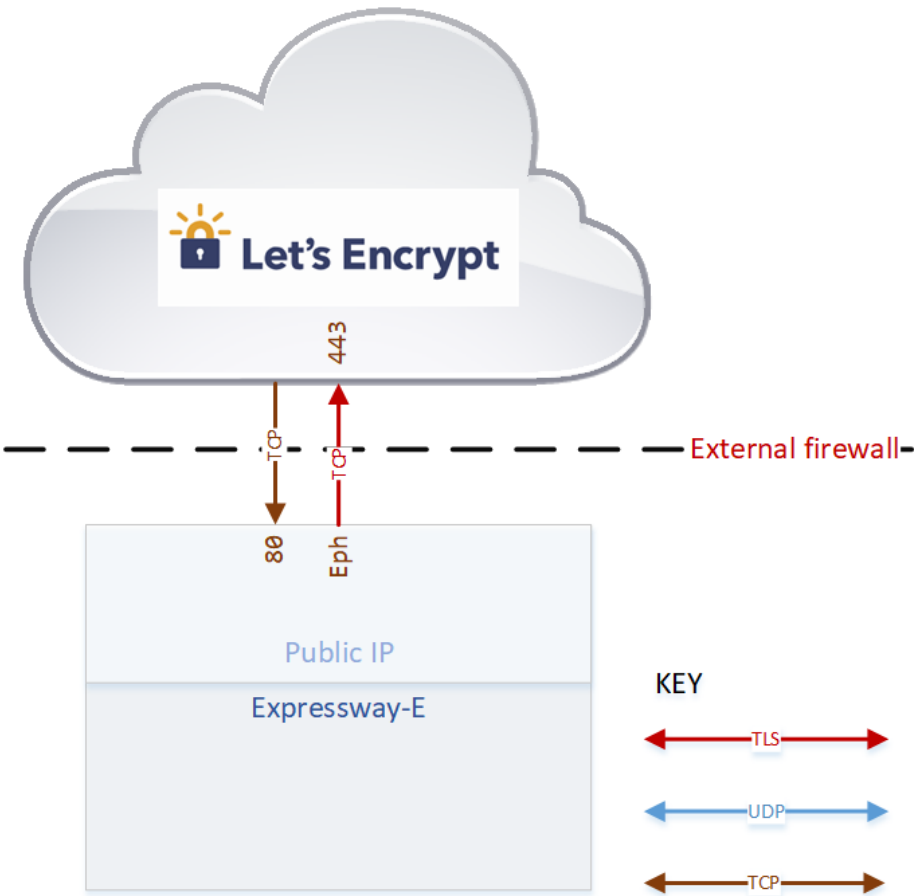 Let's Encrypt
443
TCP
TCP
External firewall
80
Eph
Public IP
Expressway-E
KEY
TLS
UDP
TCP